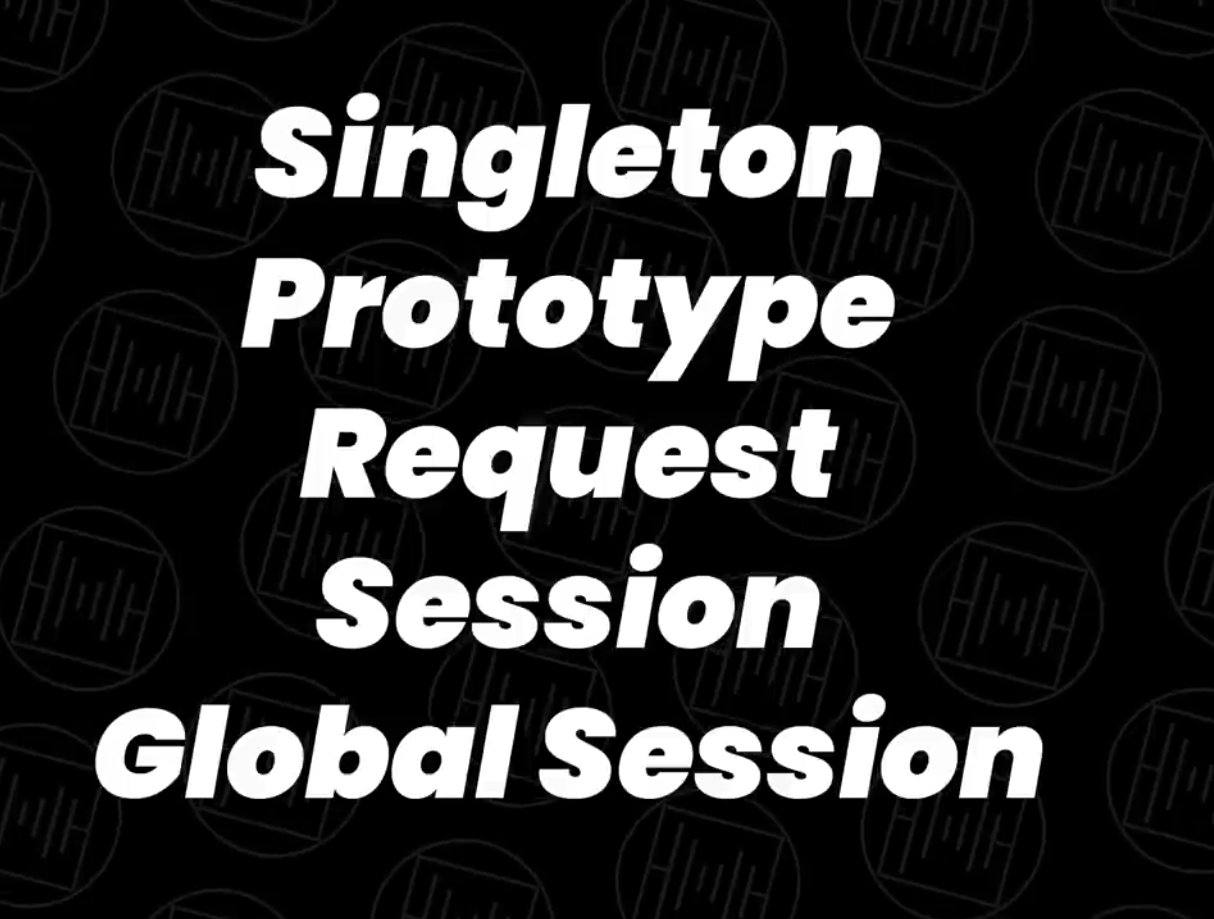 Singleton
Prototype
Request
Session
Global Session